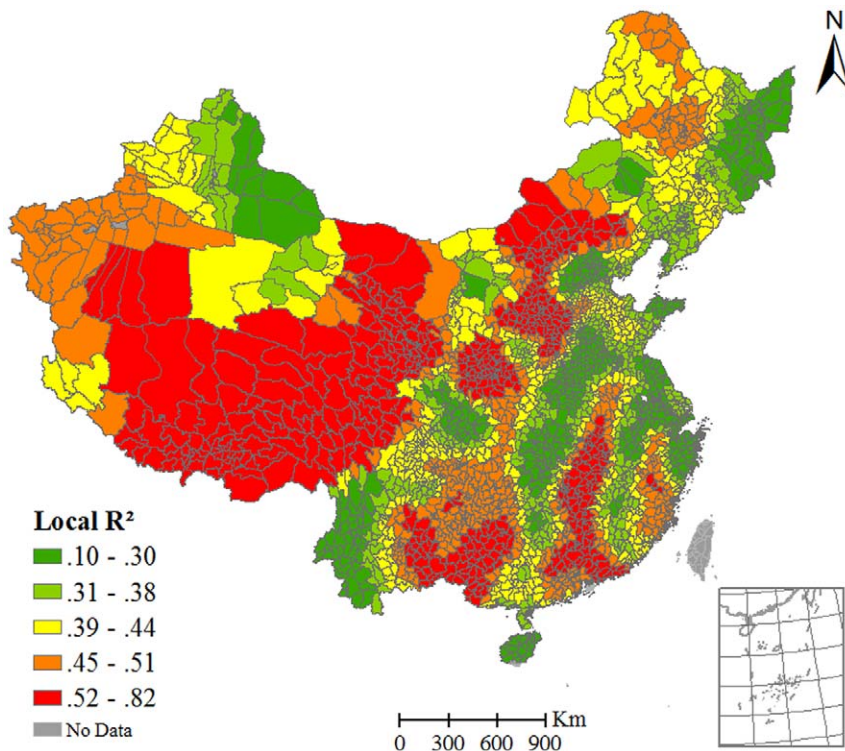 N
Local R²
.10 - .30
.31 - .38
.39 - .44
.45 - .51
.52 - .82
No Data
Km
0 300 600 900